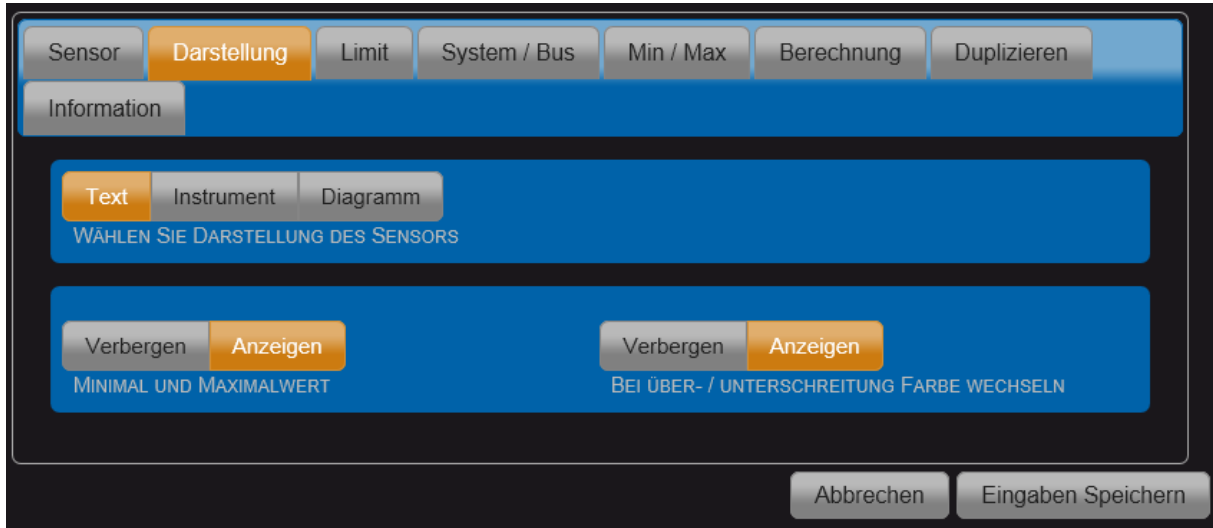 Sensor Darstellung Limit System / Bus Min / Max Berechnung Duplizieren
Information
Text Instrument Diagramm
Wählen Sie Darstellung des Sensors
Verbergen Anzeigen Verbergen Anzeigen
Minimal und Maximalwert Bei über- / unterschreitung Farbe wechseln
Abbrechen Eingaben Speichern